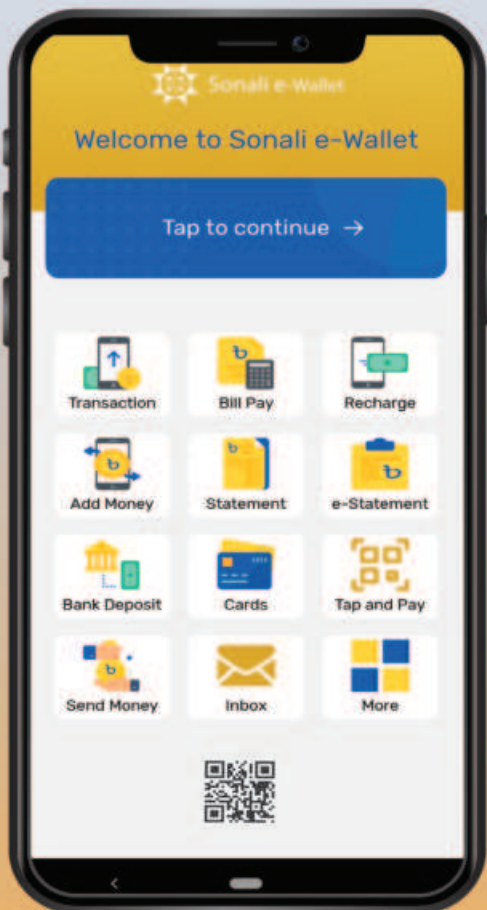 Sonali e-Wallet
Welcome to Sonali e-Wallet
Tap to continue →
Transaction Bill Pay Recharge
Add Money Statement e-Statement
Bank Deposit Cards Tap and Pay
Send Money Inbox More